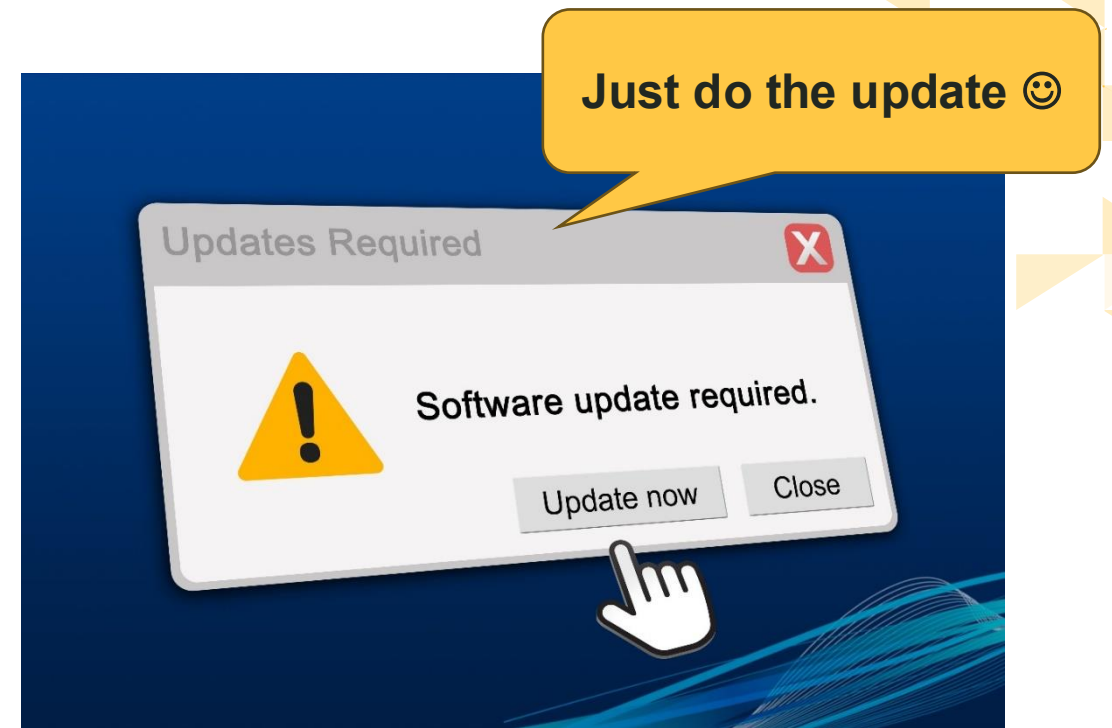 Just do the update ☺
Updates Required
X
Software update required.
Update now
Close